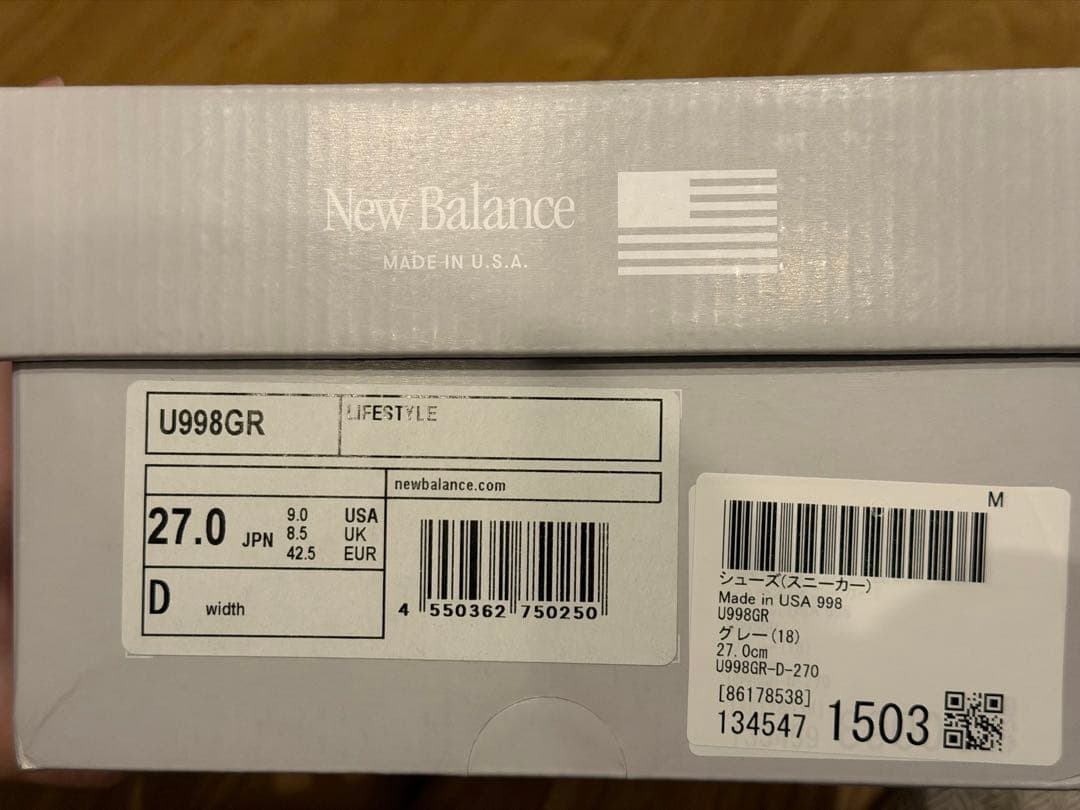 New Balance
MADE IN U.S.A.
U998GR
LIFESTYLE
newbalance.com
27.0 JPN
9.0 USA
8.5 UK
42.5 EUR
D width
4 550362 750250
M
シューズ(スニーカー)
Made in USA 998
U998GR
グレー(18)
27.0cm
U998GR-D-270
[86178538]
134547 1503